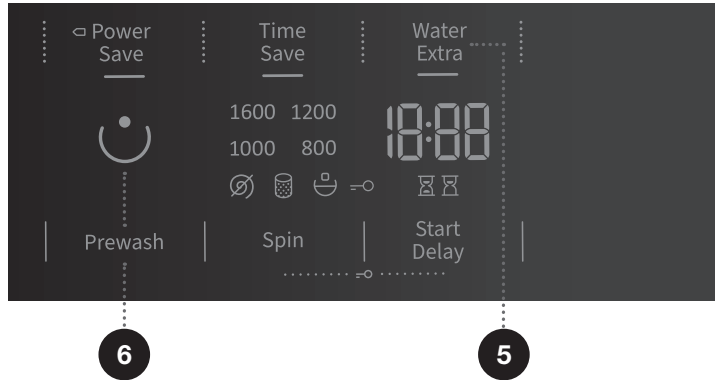 Power Save
Time Save
Water Extra
1600 1200
1000 800
18:88
Prewash
Spin
Start Delay
6
5